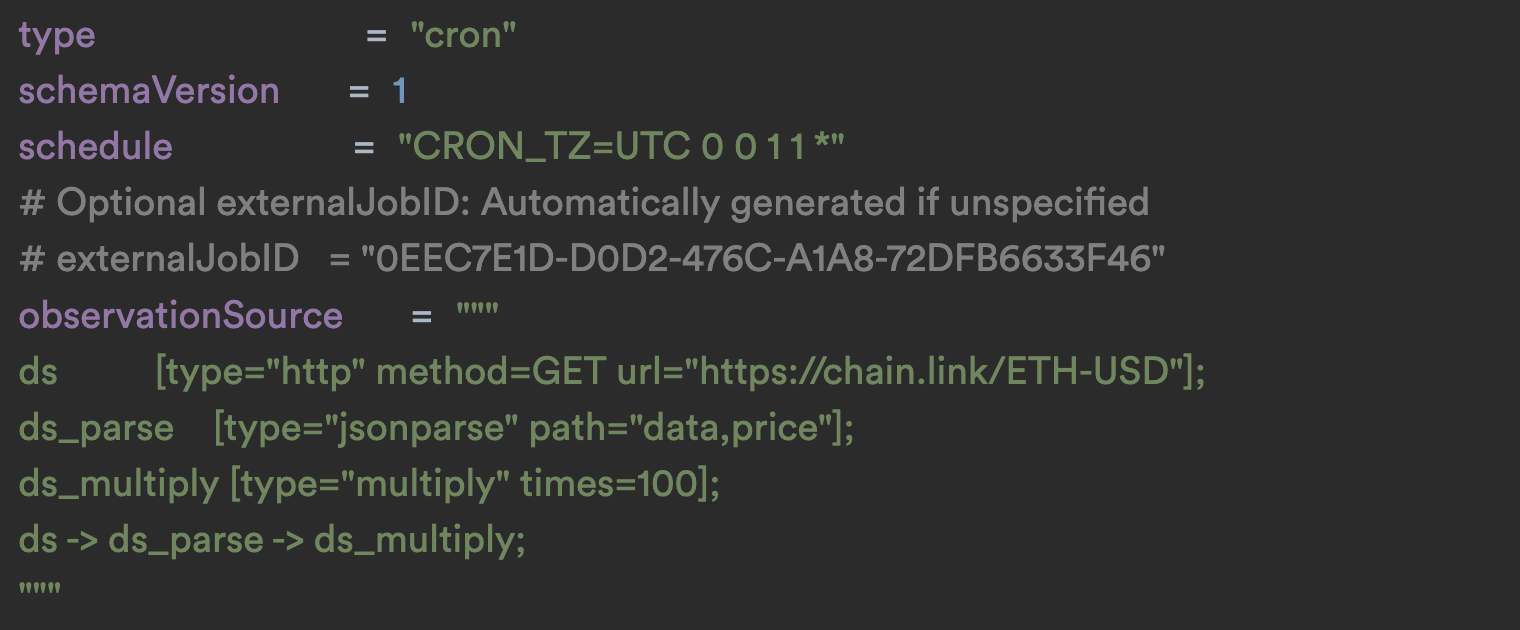 type = "cron"
schemaVersion = 1
schedule = "CRON_TZ=UTC 0 0 1 1 *"
# Optional externalJobID: Automatically generated if unspecified
# externalJobID = "0EEC7E1D-D0D2-476C-A1A8-72DFB6633F46"
observationSource = """
ds [type="http" method=GET url="https://chain.link/ETH-USD"];
ds_parse [type="jsonparse" path="data,price"];
ds_multiply [type="multiply" times=100];
ds -> ds_parse -> ds_multiply;
"""